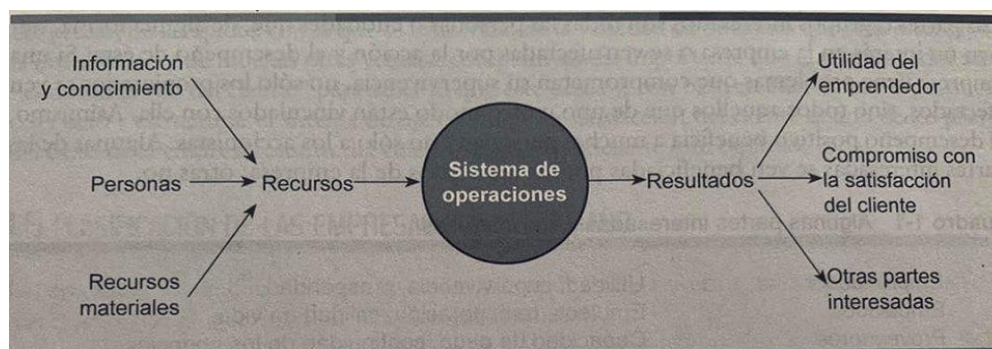 Información
y conocimiento
Personas
Recursos
materiales
Recursos
Sistema de
operaciones
Resultados
Utilidad del
emprendedor
Compromiso con
la satisfacción
del cliente
Otras partes
interesadas